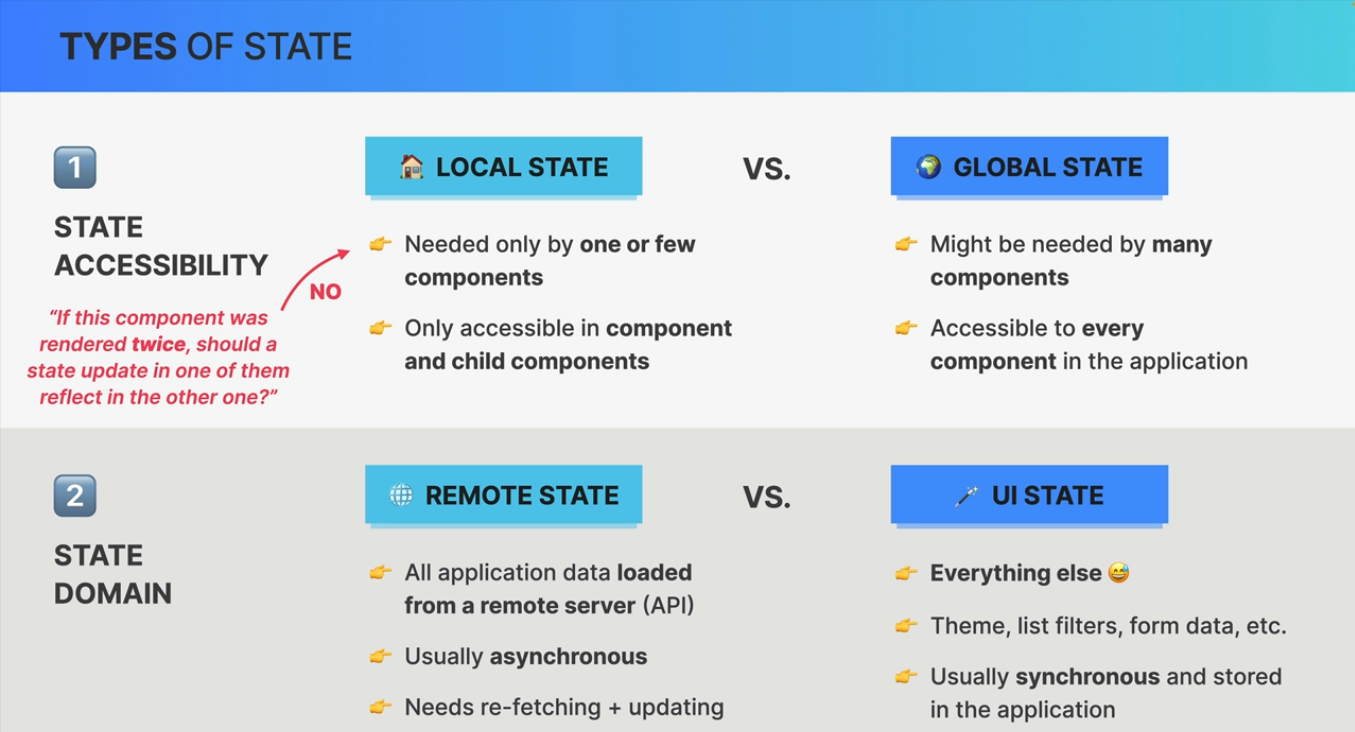 TYPES OF STATE
1
STATE
ACCESSIBILITY
“If this component was
rendered twice, should a
state update in one of them
reflect in the other one?”
NO
LOCAL STATE
Needed only by one or few
components
Only accessible in component
and child components
VS.
GLOBAL STATE
Might be needed by many
components
Accessible to every
component in the application
2
STATE
DOMAIN
REMOTE STATE
All application data loaded
from a remote server (API)
Usually asynchronous
Needs re-fetching + updating
VS.
UI STATE
Everything else
Theme, list filters, form data, etc.
Usually synchronous and stored
in the application